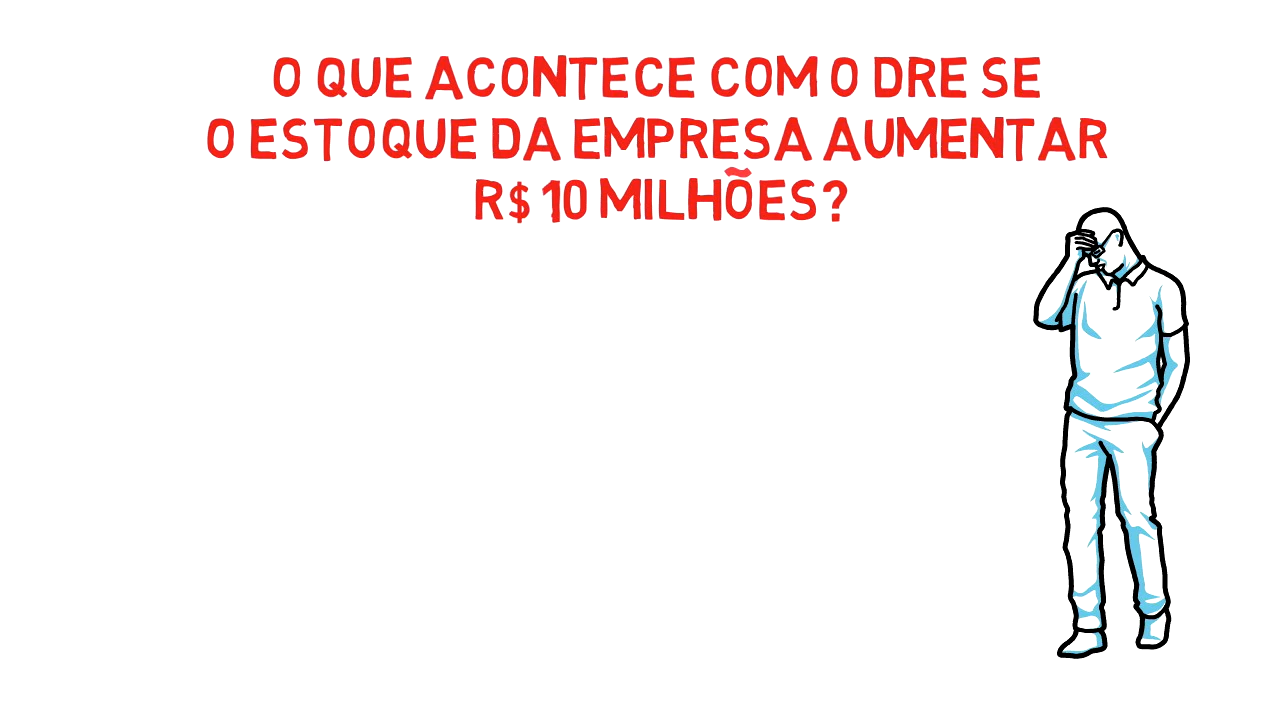 O QUE ACONTECE COM O DRE SE
O ESTOQUE DA EMPRESA AUMENTAR
R$ 10 MILHÕES?